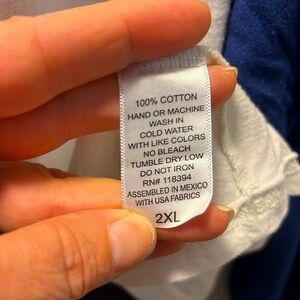 100% COTTON
HAND OR MACHINE
WASH IN
COLD WATER
WITH LIKE COLORS
NO BLEACH
TUMBLE DRY LOW
DO NOT IRON
RN# 118394
ASSEMBLED IN MEXICO
WITH USA FABRICS
2XL